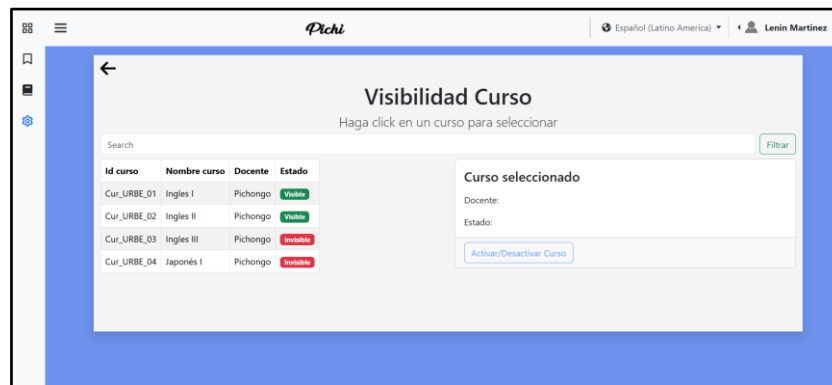 Pichi
Español (Latino America)
Lenin Martinez
Visibilidad Curso
Haga click en un curso para seleccionar
Search
Filtrar
Id curso Nombre curso Docente Estado
Cur_URBE_01 Ingles I Pichongo Visible
Cur_URBE_02 Ingles II Pichongo Visible
Cur_URBE_03 Ingles III Pichongo Invisible
Cur_URBE_04 Japonés I Pichongo Invisible
Curso seleccionado
Docente:
Estado:
Activar/Desactivar Curso